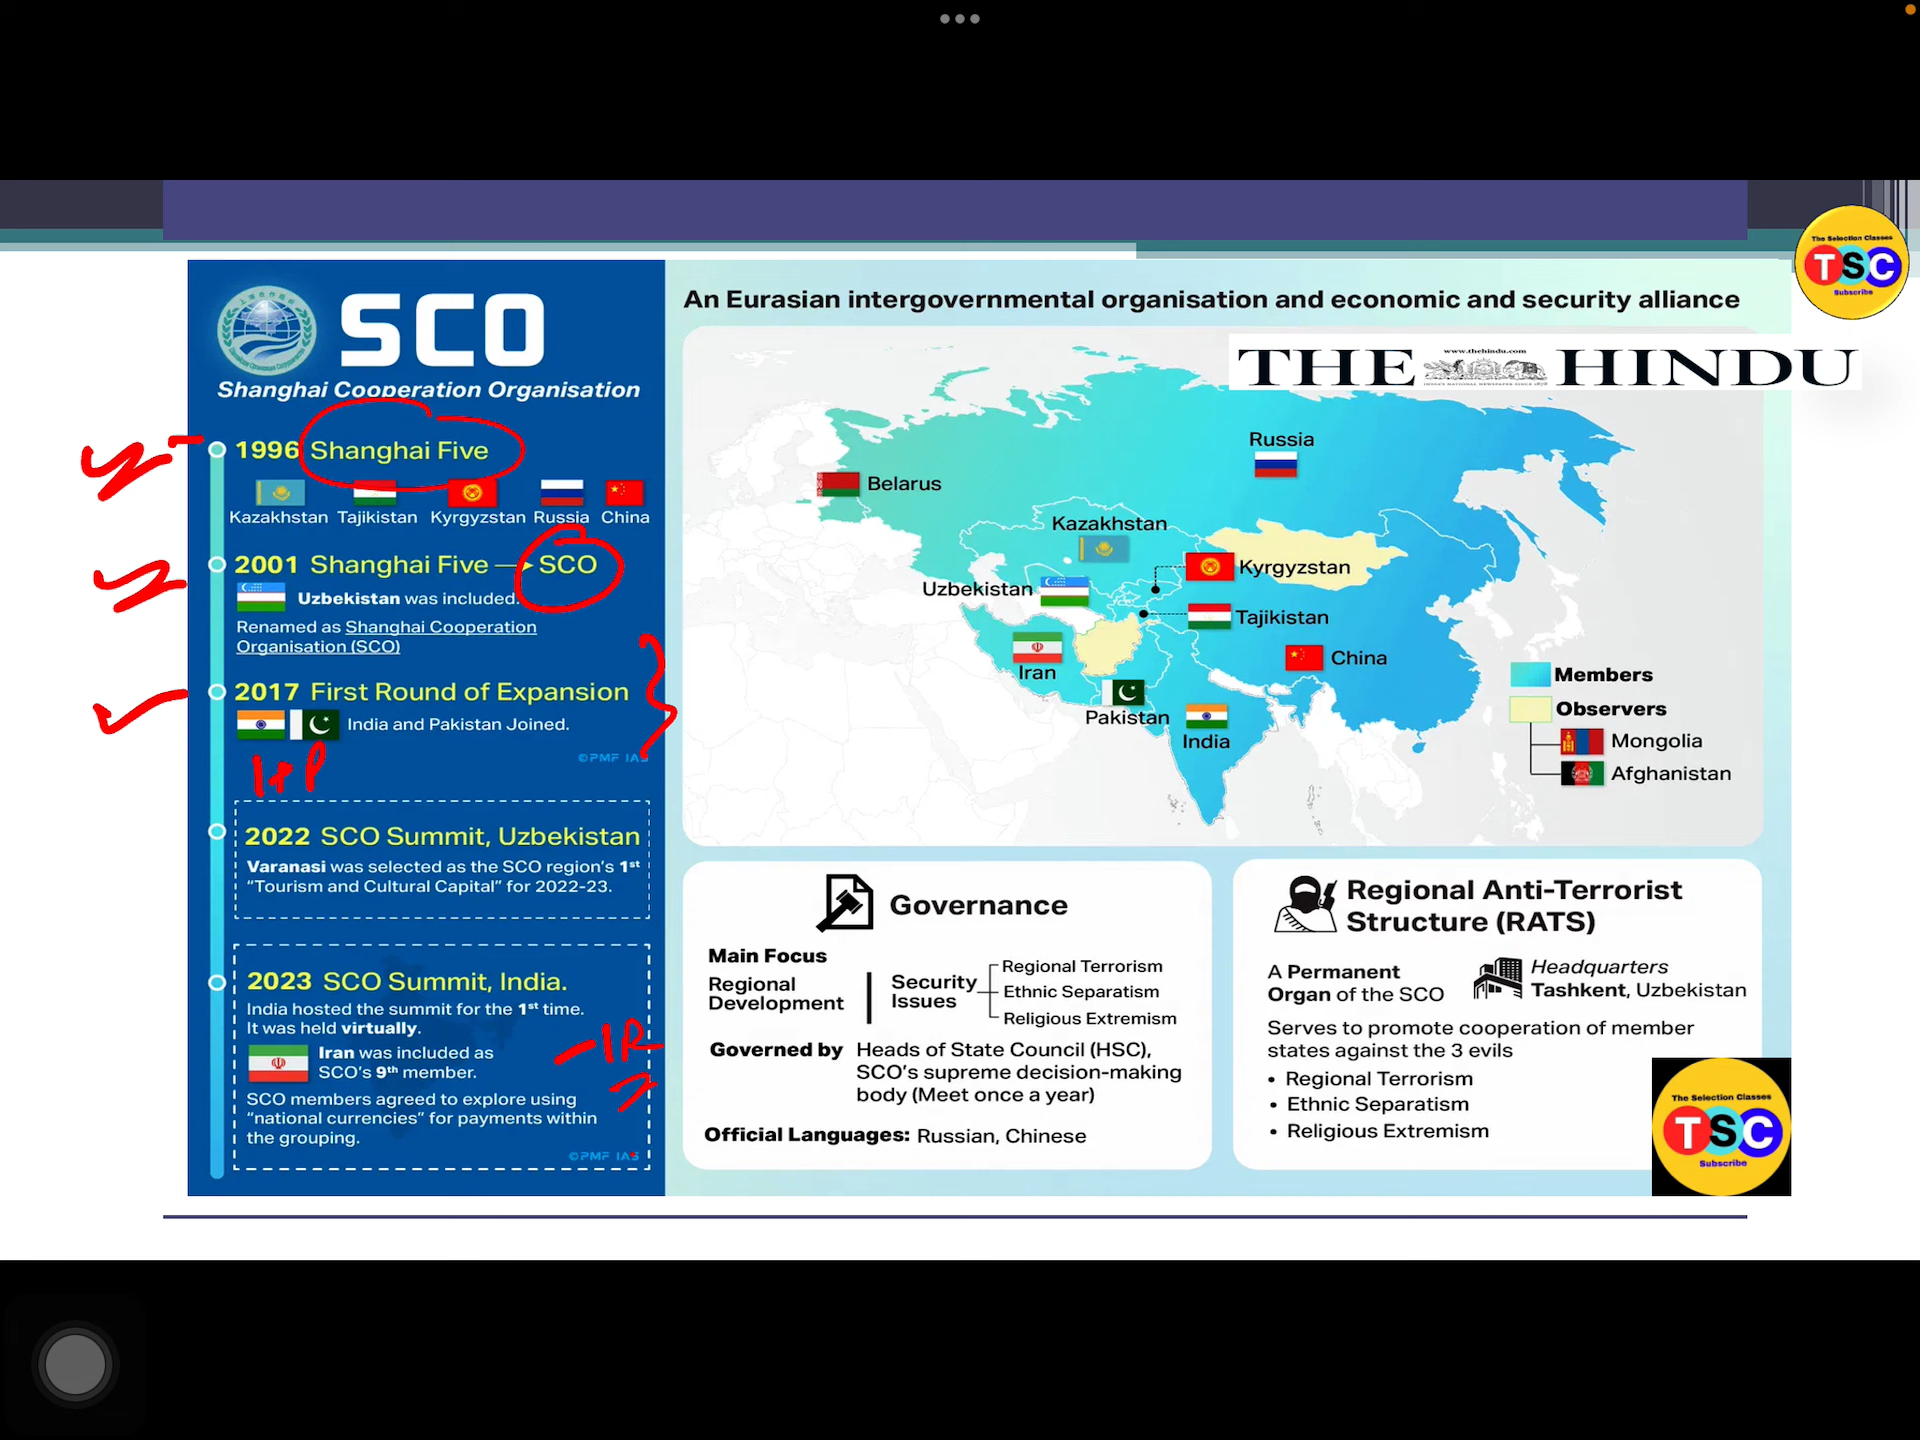 SCO
Shanghai Cooperation Organisation
1996 Shanghai Five
Kazakhstan Tajikistan Kyrgyzstan Russia China
2001 Shanghai Five → SCO
Uzbekistan was included.
Renamed as Shanghai Cooperation
Organisation (SCO)
2017 First Round of Expansion
India and Pakistan Joined.
©PMF IAS
I+P
2022 SCO Summit, Uzbekistan
Varanasi was selected as the SCO region's 1st
"Tourism and Cultural Capital" for 2022-23.
2023 SCO Summit, India.
India hosted the summit for the 1st time.
It was held virtually.
Iran was included as
SCO's 9th member.
IR
SCO members agreed to explore using
"national currencies" for payments within
the grouping.
©PMF IAS
An Eurasian intergovernmental organisation and economic and security alliance
www.thehindu.com
THE HINDU
The Selection Classes
TSC
Subscribe
Russia
Belarus
Kazakhstan
Kyrgyzstan
Uzbekistan
Tajikistan
China
Iran
Pakistan
India
Members
Observers
Mongolia
Afghanistan
Governance
Main Focus
Regional
Development
Security
Issues
Regional Terrorism
Ethnic Separatism
Religious Extremism
Governed by Heads of State Council (HSC),
SCO's supreme decision-making
body (Meet once a year)
Official Languages: Russian, Chinese
Regional Anti-Terrorist
Structure (RATS)
A Permanent
Organ of the SCO
Headquarters
Tashkent, Uzbekistan
Serves to promote cooperation of member
states against the 3 evils
• Regional Terrorism
• Ethnic Separatism
• Religious Extremism
The Selection Classes
TSC
Subscribe